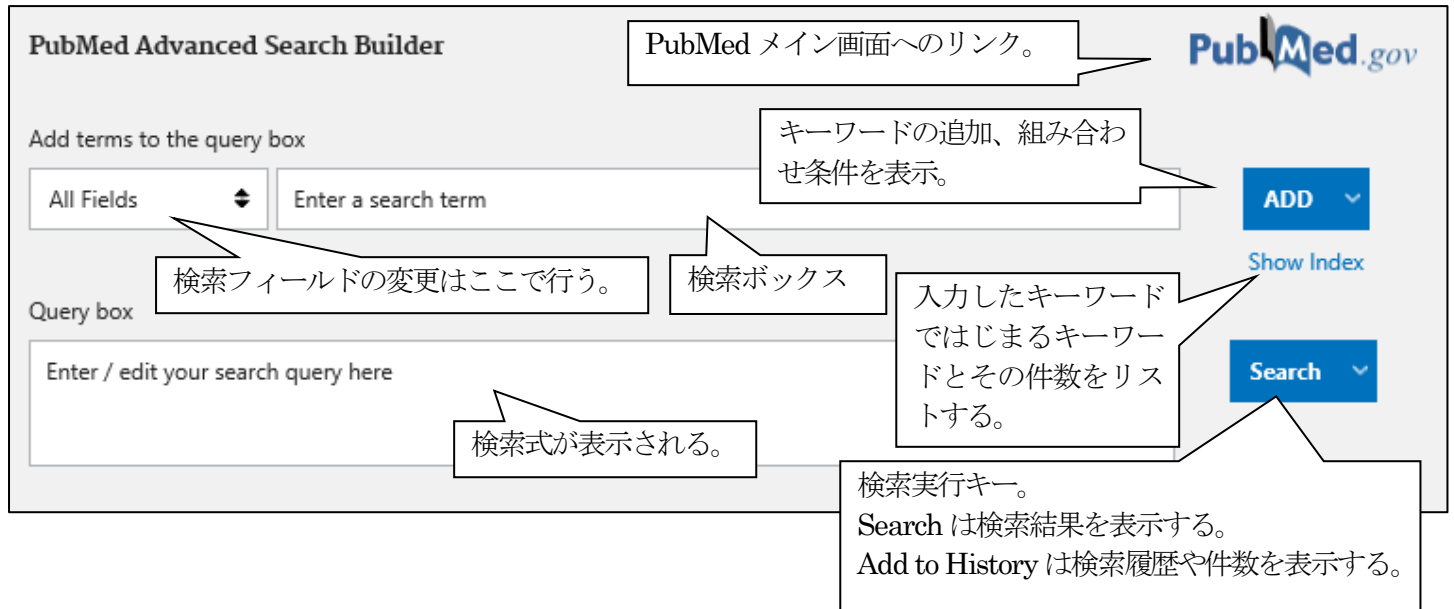 PubMed Advanced Search Builder
PubMed メイン画面へのリンク。
PubMed.gov
Add terms to the query box
キーワードの追加、組み合わ
せ条件を表示。
All Fields
Enter a search term
ADD
検索フィールドの変更はここで行う。
検索ボックス
Show Index
入力したキーワード
ではじまるキーワー
ドとその件数をリス
トする。
Query box
Enter / edit your search query here
Search
検索式が表示される。
検索実行キー。
Search は検索結果を表示する。
Add to History は検索履歴や件数を表示する。